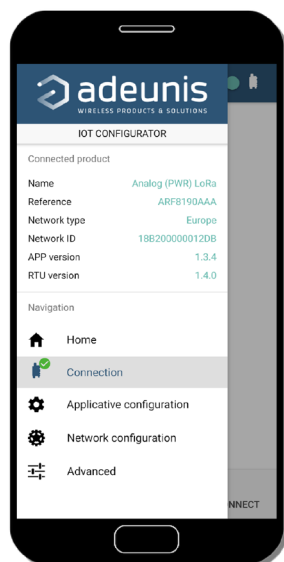 adeunis
WIRELESS PRODUCTS & SOLUTIONS
IOT CONFIGURATOR
Connected product
Name Analog (PWR) LoRa
Reference ARF8190AAA
Network type Europe
Network ID 18B200000012DB
APP version 1.3.4
RTU version 1.4.0
Navigation
Home
Connection
Applicative configuration
Network configuration
Advanced
NNECT